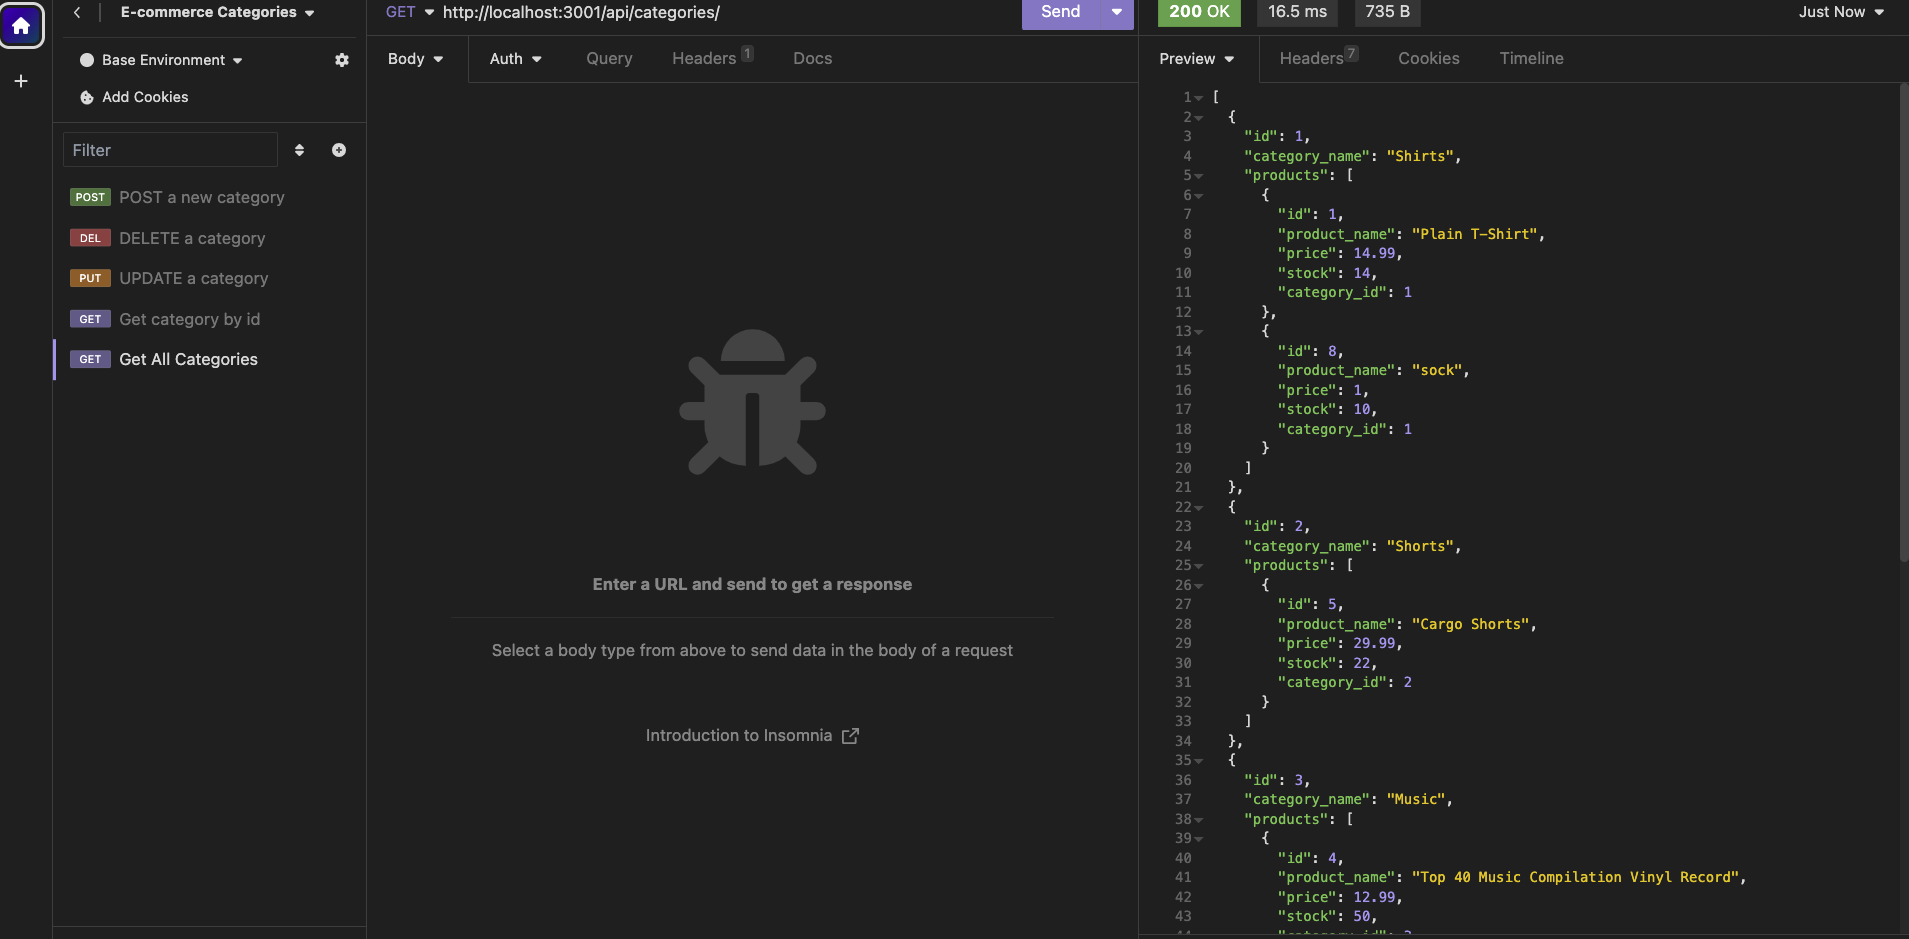 E-commerce Categories
Base Environment
Add Cookies
Filter
POST POST a new category
DEL DELETE a category
PUT UPDATE a category
GET Get category by id
GET Get All Categories
GET http://localhost:3001/api/categories/ Send
Body Auth Query Headers 1 Docs
Enter a URL and send to get a response
Select a body type from above to send data in the body of a request
Introduction to Insomnia
200 OK 16.5 ms 735 B Just Now
Preview Headers 7 Cookies Timeline
1 [
2 {
3 "id": 1,
4 "category_name": "Shirts",
5 "products": [
6 {
7 "id": 1,
8 "product_name": "Plain T-Shirt",
9 "price": 14.99,
10 "stock": 14,
11 "category_id": 1
12 },
13 {
14 "id": 8,
15 "product_name": "sock",
16 "price": 1,
17 "stock": 10,
18 "category_id": 1
19 }
20 ]
21 },
22 {
23 "id": 2,
24 "category_name": "Shorts",
25 "products": [
26 {
27 "id": 5,
28 "product_name": "Cargo Shorts",
29 "price": 29.99,
30 "stock": 22,
31 "category_id": 2
32 }
33 ]
34 },
35 {
36 "id": 3,
37 "category_name": "Music",
38 "products": [
39 {
40 "id": 4,
41 "product_name": "Top 40 Music Compilation Vinyl Record",
42 "price": 12.99,
43 "stock": 50,